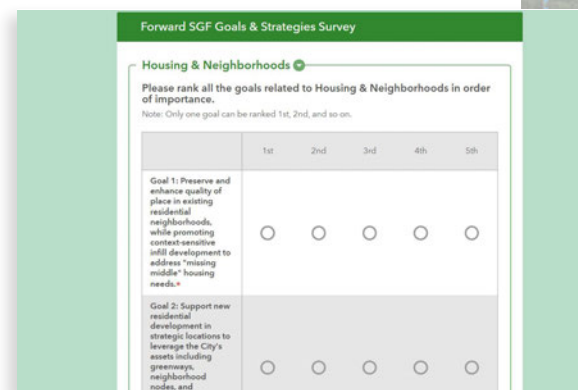 Forward SGF Goals & Strategies Survey
Housing & Neighborhoods
Please rank all the goals related to Housing & Neighborhoods in order
of importance.
Note: Only one goal can be ranked 1st, 2nd, and so on.
1st 2nd 3rd 4th 5th
Goal 1: Preserve and
enhance quality of
place in existing
residential
neighborhoods,
while promoting
context-sensitive
infill development to
address "missing
middle" housing
needs.*
Goal 2: Support new
residential
development in
strategic locations to
leverage the City's
assets including
greenways,
neighborhood
nodes, and